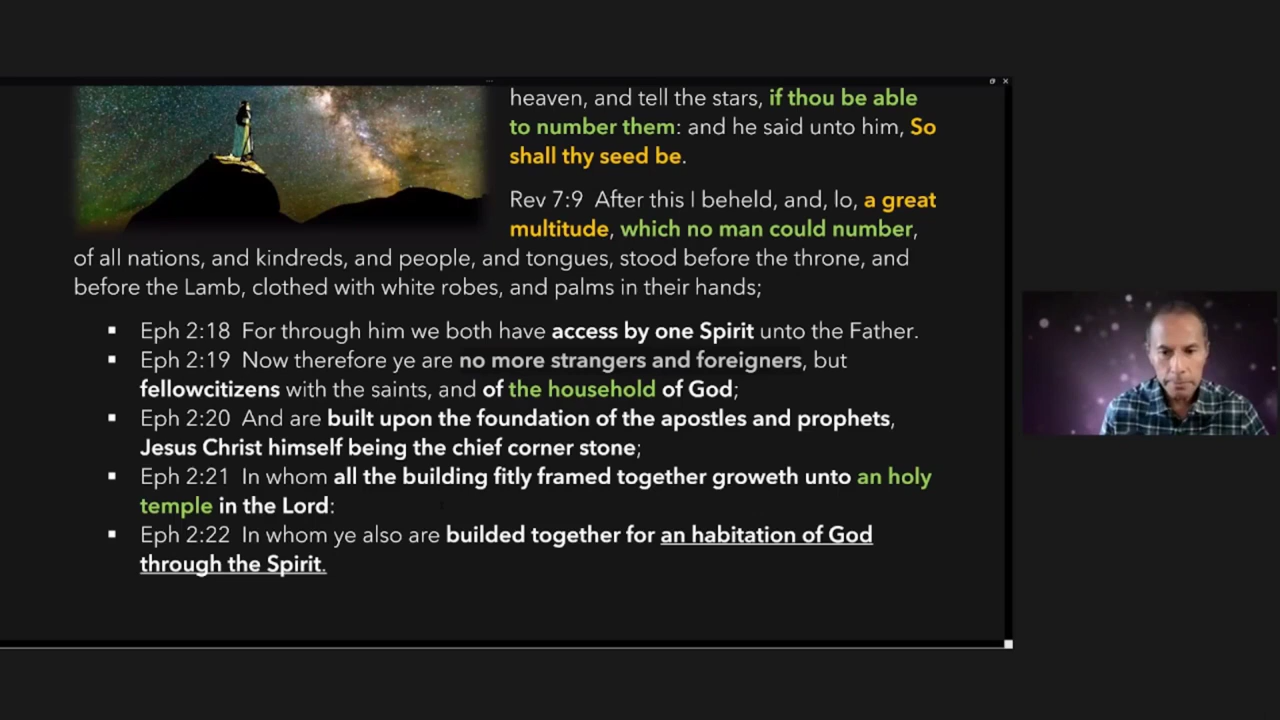 heaven, and tell the stars, if thou be able
to number them: and he said unto him, So
shall thy seed be.
Rev 7:9  After this I beheld, and, lo, a great
multitude, which no man could number,
of all nations, and kindreds, and people, and tongues, stood before the throne, and
before the Lamb, clothed with white robes, and palms in their hands;
▪ Eph 2:18  For through him we both have access by one Spirit unto the Father.
▪ Eph 2:19  Now therefore ye are no more strangers and foreigners, but
fellowcitizens with the saints, and of the household of God;
▪ Eph 2:20  And are built upon the foundation of the apostles and prophets,
Jesus Christ himself being the chief corner stone;
▪ Eph 2:21  In whom all the building fitly framed together groweth unto an holy
temple in the Lord:
▪ Eph 2:22  In whom ye also are builded together for an habitation of God
through the Spirit.